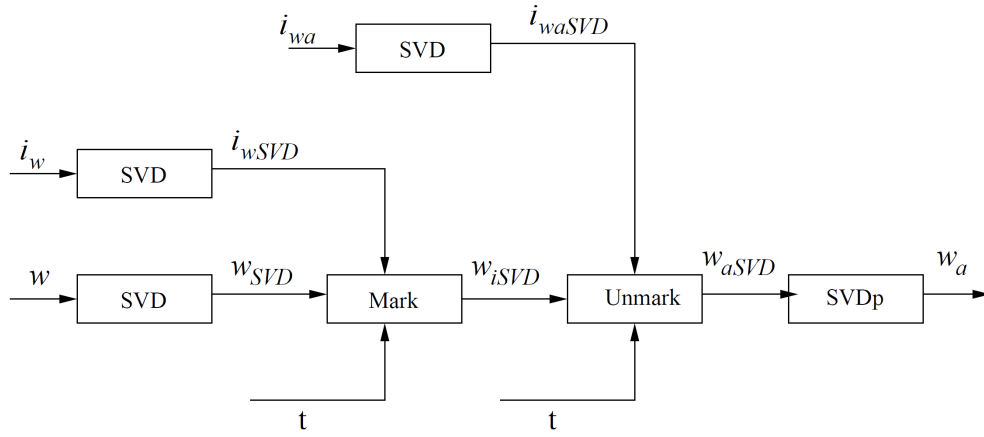 i_wa
SVD
i_waSVD
i_w
SVD
i_wSVD
w
SVD
w_SVD
Mark
w_iSVD
Unmark
w_aSVD
SVDp
w_a
t
t